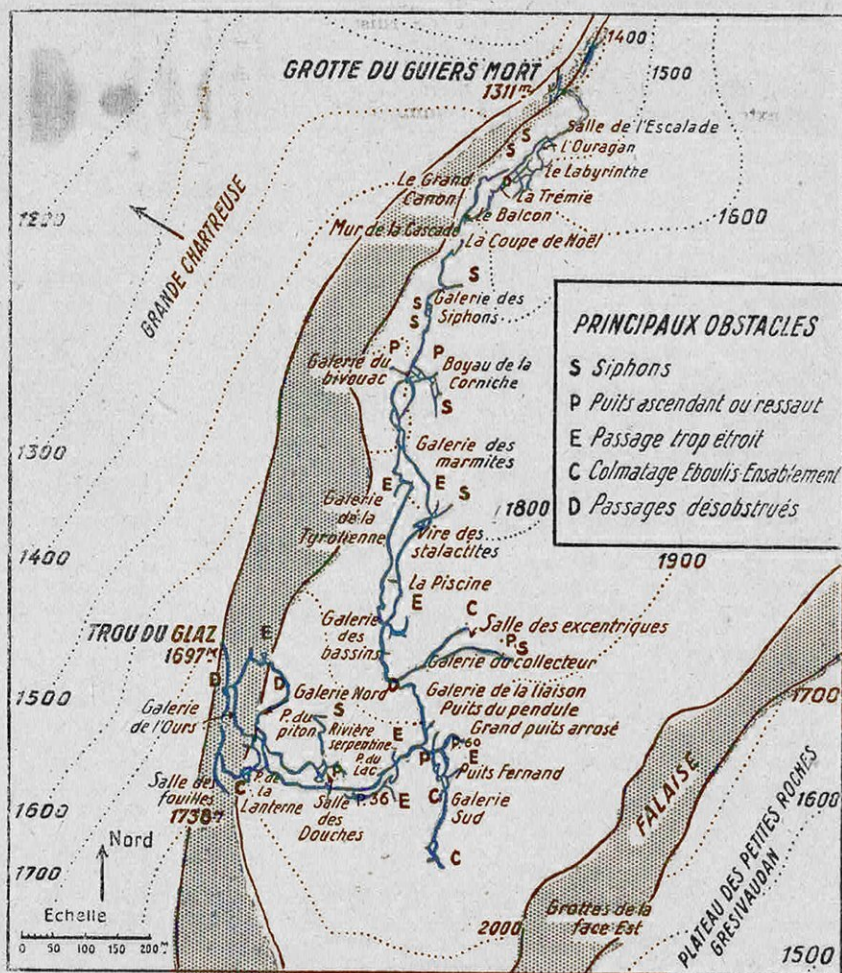 1400
GROTTE DU GUIERS MORT
1311m
1500
S
S
Salle de l'Escalade
L'Ouragan
Le Labyrinthe
D
La Trémie
Le Grand
Canon
Le Balcon
1600
Mur de la Cascade
La Coupe de Noël
1200
GRANDE CHARTREUSE
S
S
S
Galerie des
Siphons
P
P
Galerie du
bivouac
Boyau de la
Corniche
S
PRINCIPAUX OBSTACLES
S Siphons
P Puits ascendant ou ressaut
E Passage trop étroit
C Colmatage Eboulis-Ensablement
D Passages désobstrués
1300
Galerie des
marmites
E
E
S
Galerie
de la
Tyrolienne
1800
Vire des
stalactites
1400
1900
La Piscine
E
C
Galerie
des
bassins
Salle des excentriques
P
S
Galerie du collecteur
D
TROU DU GLAZ
1697m
E
D
D
1500
Galerie
de l'Ours
Galerie Nord
Galerie de la liaison
Puits du pendule
1700
S
P. du
piton
Rivière
serpentine
E
P. du
Lac
Grand puits arrosé
P
P. 60
E
Puits Fernand
P
Salle des
fouilles
1738m
C
P. de
la
Lanterne
Salle
des
Douches
P. 36
E
C
Galerie
Sud
C
1600
1700
Nord
Echelle
0 50 100 150 200m
FALAISE
2000
Grottes de la
face Est
PLATEAU DES PETITES ROCHES
GRESIVAUDAN
1600
1500